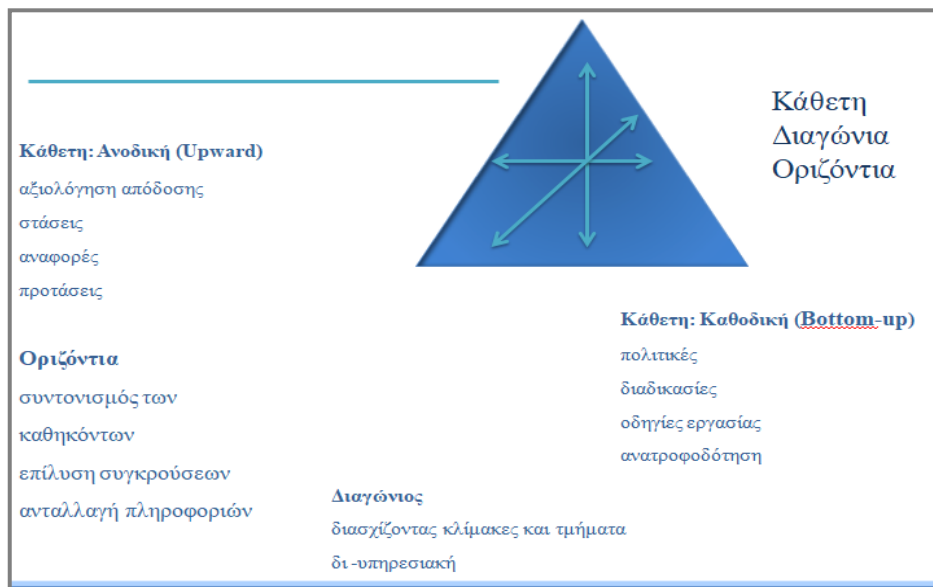 Κάθετη
Διαγώνια
Οριζόντια
Κάθετη: Ανοδική (Upward)
αξιολόγηση απόδοσης
στάσεις
αναφορές
προτάσεις
Κάθετη: Καθοδική (Bottom-up)
πολιτικές
διαδικασίες
οδηγίες εργασίας
ανατροφοδότηση
Οριζόντια
συντονισμός των
καθηκόντων
επίλυση συγκρούσεων
ανταλλαγή πληροφοριών
Διαγώνιος
διασχίζοντας κλίμακες και τμήματα
δι -υπηρεσιακή